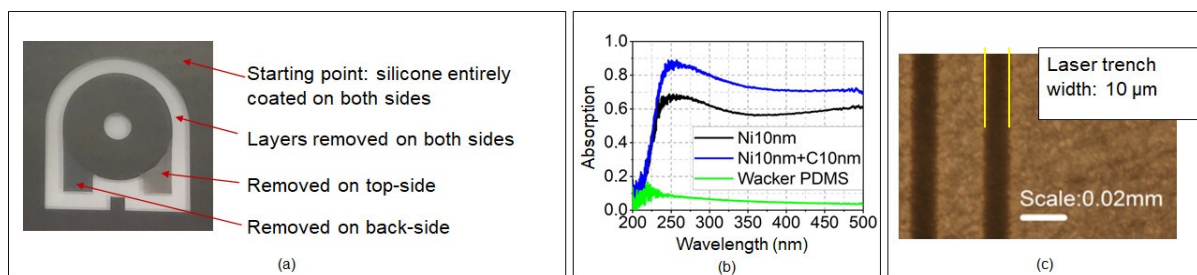 Starting point: silicone entirely
coated on both sides
Layers removed on both sides
Removed on top-side
Removed on back-side
(a)
1.0
0.8
0.6
0.4
0.2
0.0
Absorption
Ni10nm
Ni10nm+C10nm
Wacker PDMS
200 250 300 350 400 450 500
Wavelength (nm)
(b)
Laser trench
width: 10 µm
Scale:0.02mm
(c)